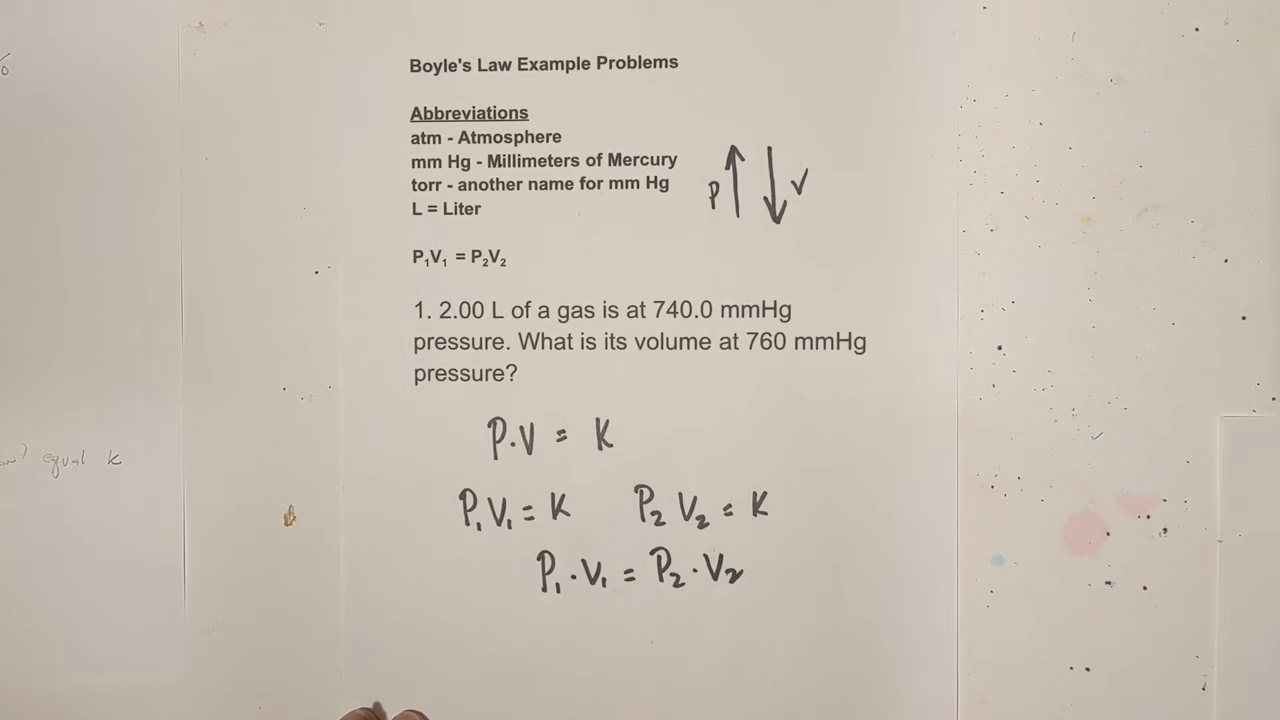 Boyle's Law Example Problems
Abbreviations
atm - Atmosphere
mm Hg - Millimeters of Mercury
torr - another name for mm Hg
L = Liter
P ↑ ↓ V
P₁V₁ = P₂V₂
1. 2.00 L of a gas is at 740.0 mmHg
pressure. What is its volume at 760 mmHg
pressure?
P·V = K
P₁V₁ = K P₂ V₂ = K
P₁·V₁ = P₂·V₂
equal k